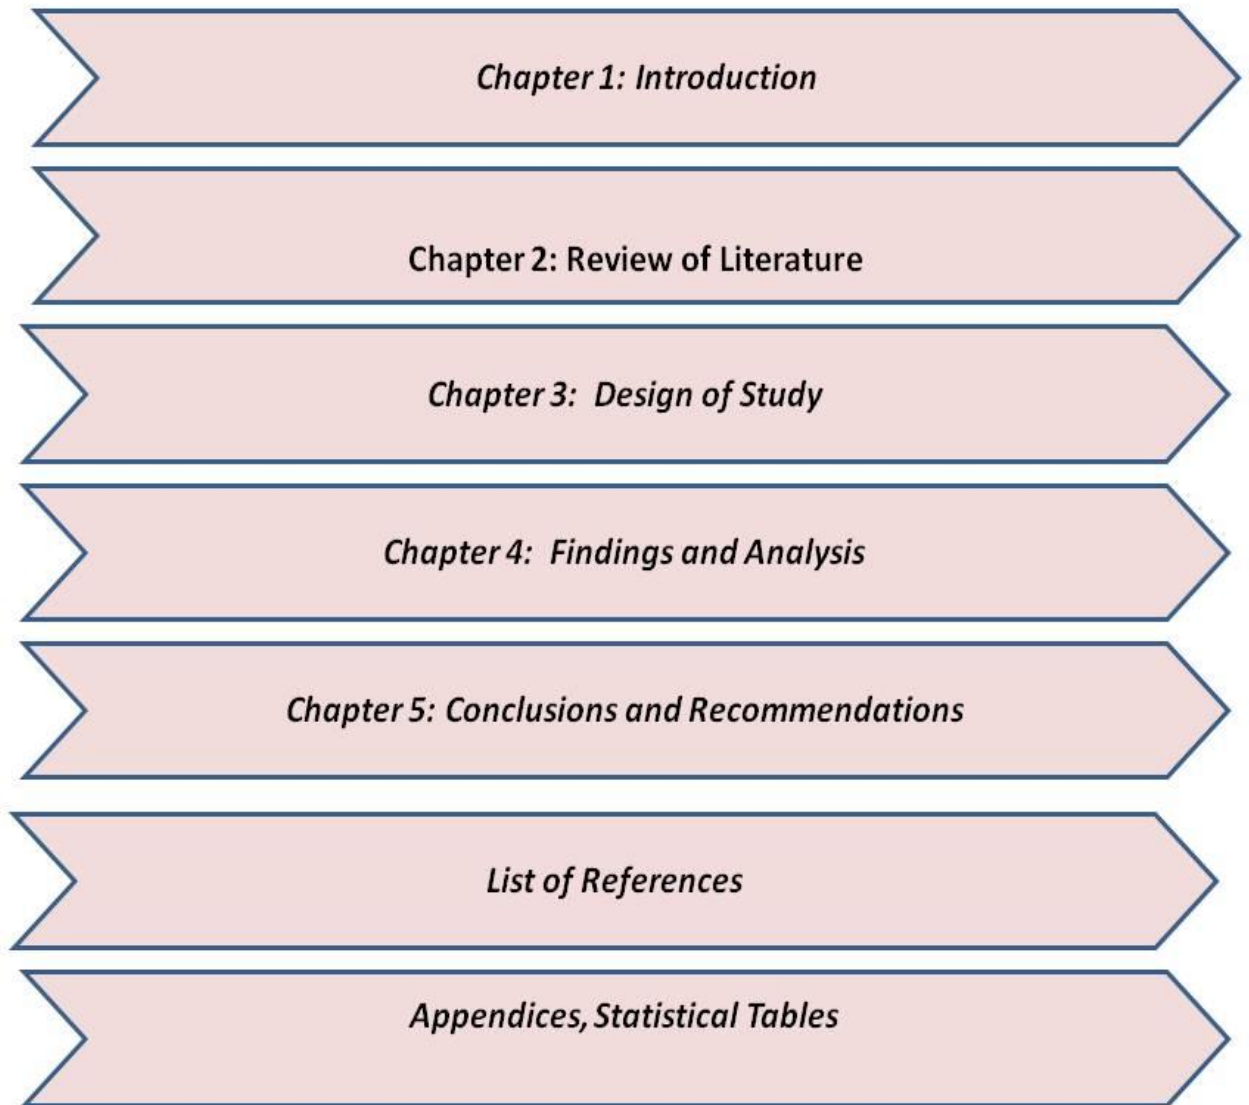 Chapter 1: Introduction
Chapter 2: Review of Literature
Chapter 3: Design of Study
Chapter 4: Findings and Analysis
Chapter 5: Conclusions and Recommendations
List of References
Appendices, Statistical Tables